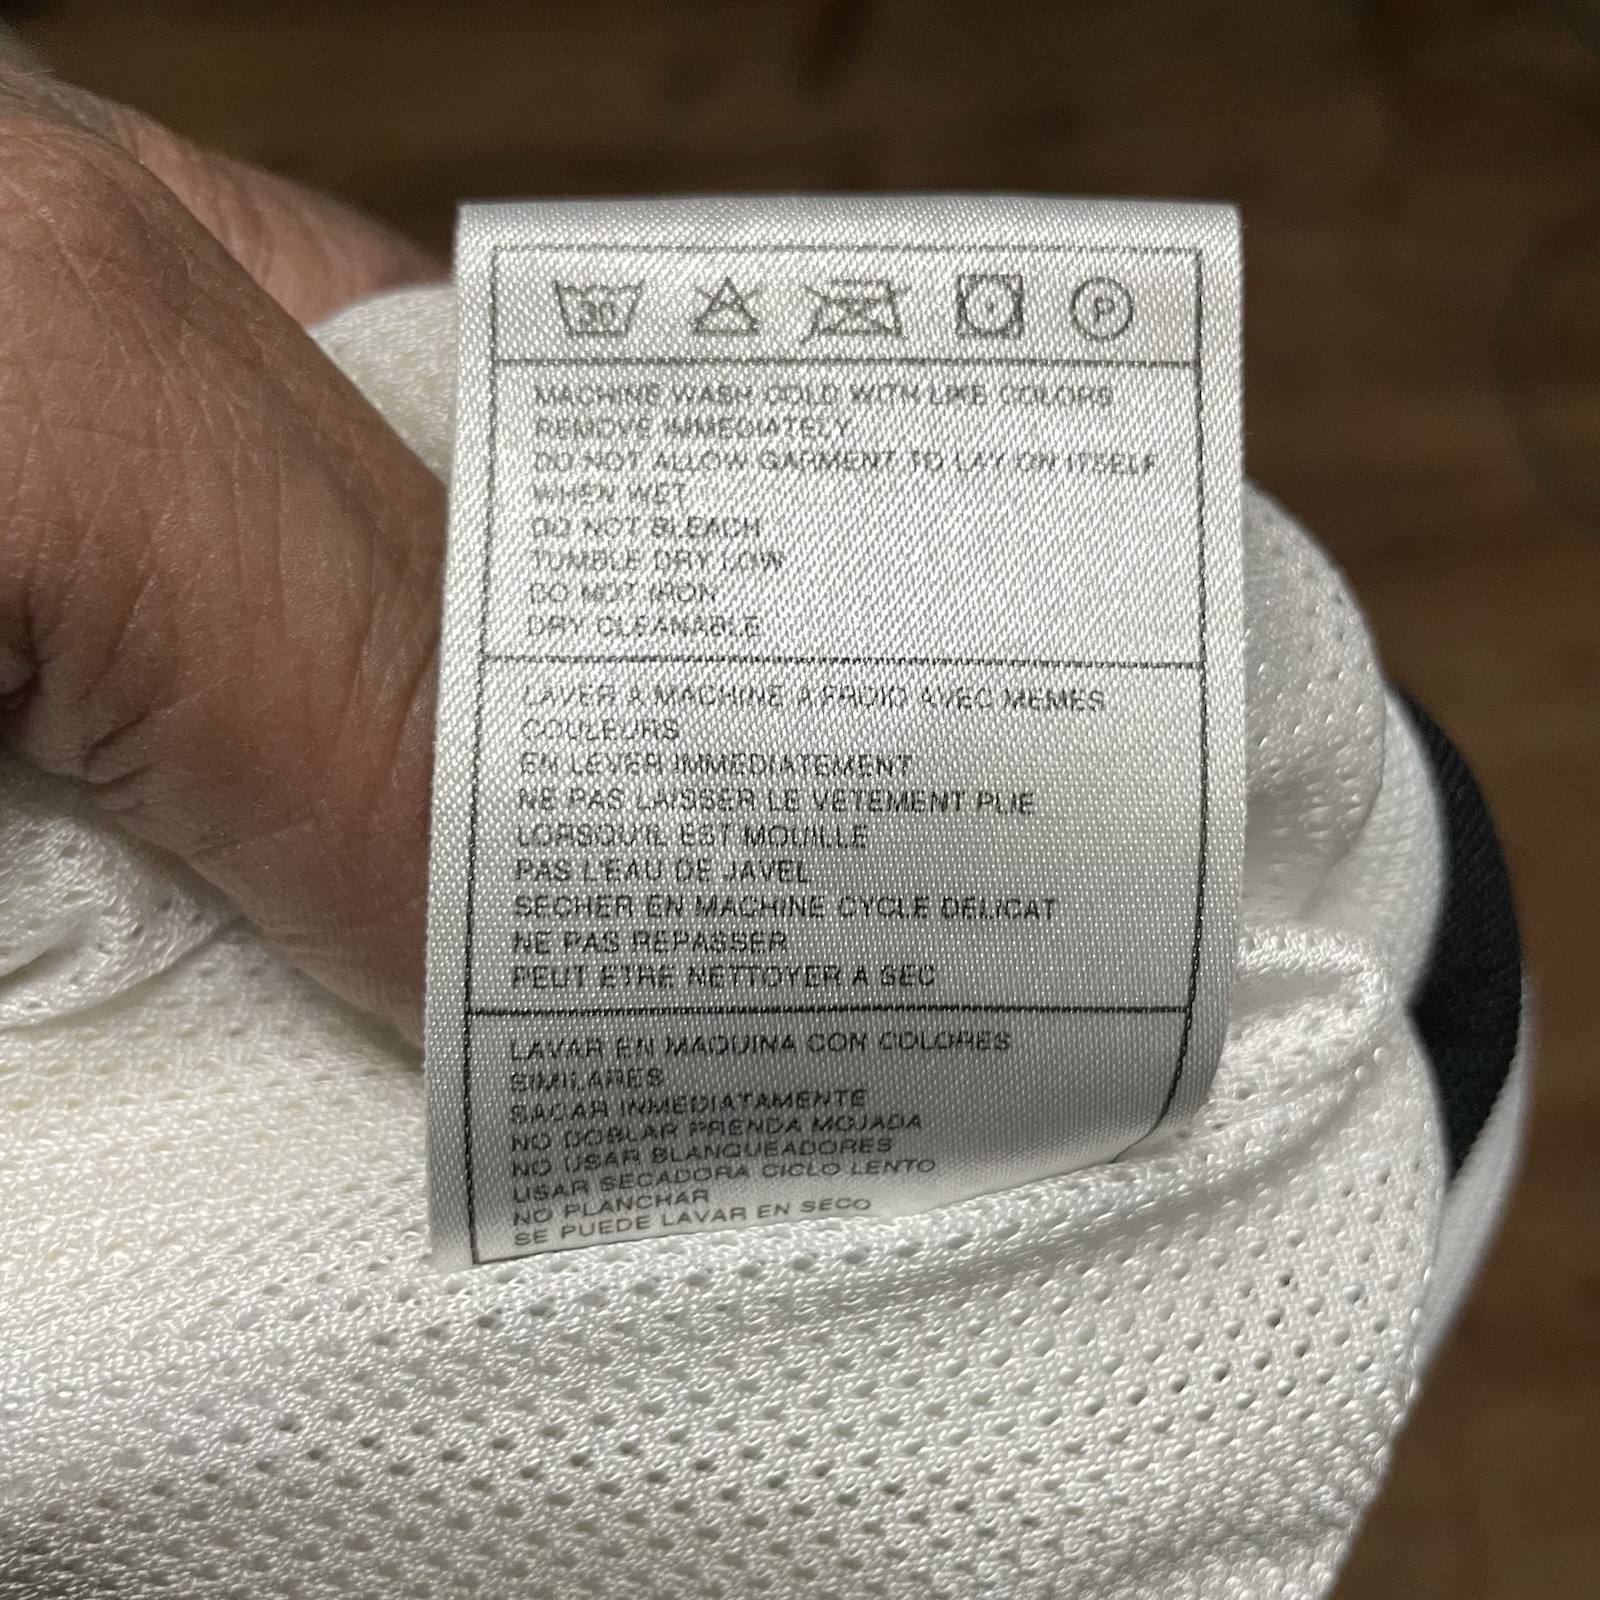 30 P
MACHINE WASH COLD WITH LIKE COLORS
REMOVE IMMEDIATELY
DO NOT ALLOW GARMENT TO LAY ON ITSELF
WHEN WET
DO NOT BLEACH
TUMBLE DRY LOW
DO NOT IRON
DRY CLEANABLE
LAVER A MACHINE A FROID AVEC MEMES
COULEURS
EN LEVER IMMEDIATEMENT
NE PAS LAISSER LE VETEMENT PLIE
LORSQU'IL EST MOUILLE
PAS L'EAU DE JAVEL
SECHER EN MACHINE CYCLE DELICAT
NE PAS REPASSER
PEUT ETRE NETTOYER A SEC
LAVAR EN MAQUINA CON COLORES
SIMILARES
SACAR INMEDIATAMENTE
NO DOBLAR PRENDA MOJADA
NO USAR BLANQUEADORES
USAR SECADORA CICLO LENTO
NO PLANCHAR
SE PUEDE LAVAR EN SECO